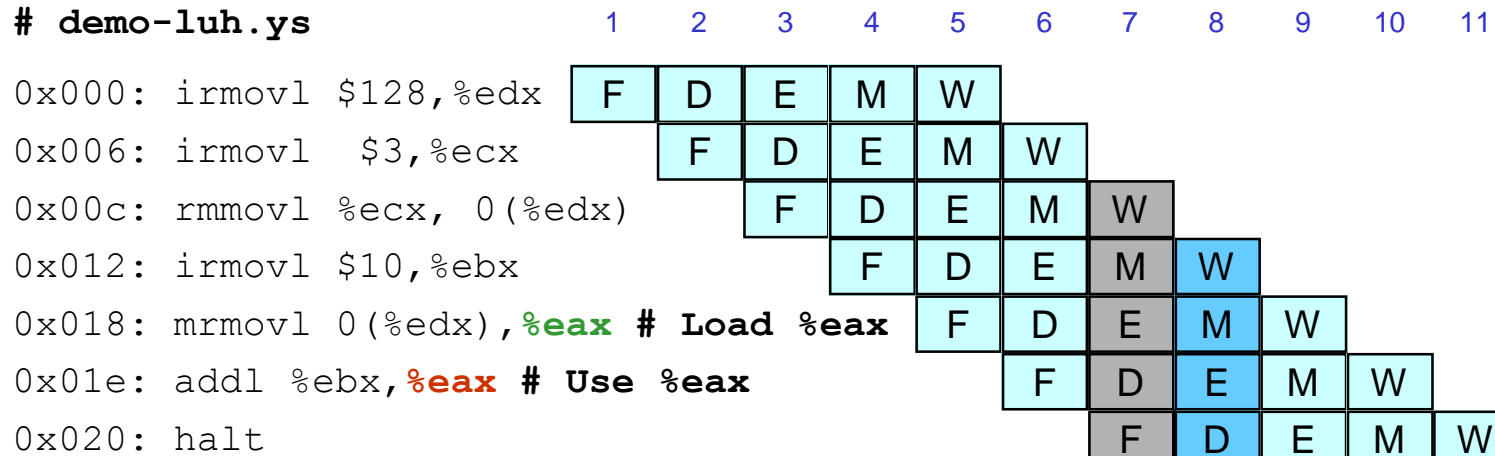 # demo-luh.ys 1 2 3 4 5 6 7 8 9 10 11
0x000: irmovl $128,%edx F D E M W
0x006: irmovl  $3,%ecx F D E M W
0x00c: rmmovl %ecx, 0(%edx) F D E M W
0x012: irmovl $10,%ebx F D E M W
0x018: mrmovl 0(%edx),%eax # Load %eax F D E M W
0x01e: addl %ebx,%eax # Use %eax F D E M W
0x020: halt F D E M W